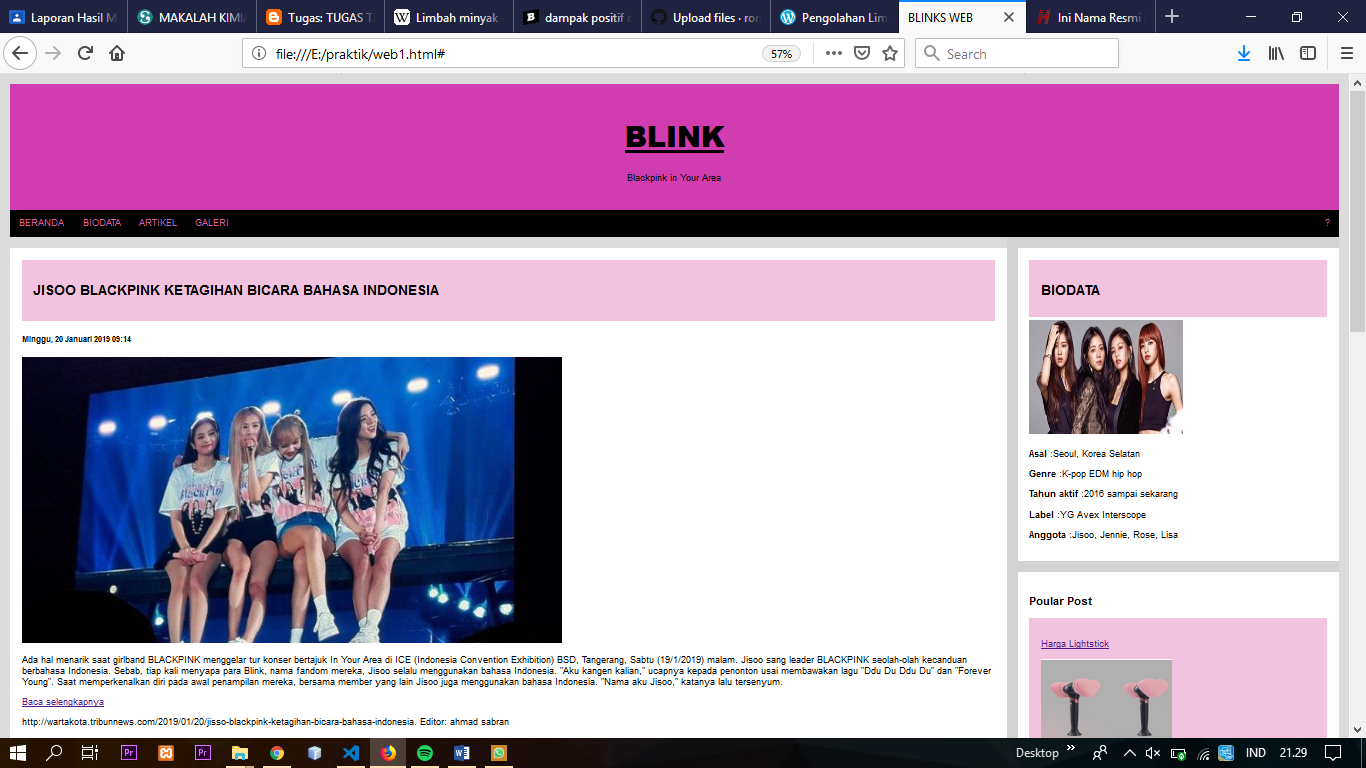 Laporan Hasil M
MAKALAH KIMI
Tugas: TUGAS T
Limbah minyak
dampak positif
Upload files · ron
Pengolahan Lim
BLINKS WEB
Ini Nama Resmi
file:///E:/praktik/web1.html#
57%
Search
BLINK
Blackpink in Your Area
BERANDA BIODATA ARTIKEL GALERI ?
JISOO BLACKPINK KETAGIHAN BICARA BAHASA INDONESIA
Minggu, 20 Januari 2019 09:14
Ada hal menarik saat girlband BLACKPINK menggelar tur konser bertajuk In Your Area di ICE (Indonesia Convention Exhibition) BSD, Tangerang, Sabtu (19/1/2019) malam. Jisoo sang leader BLACKPINK seolah-olah kecanduan
berbahasa Indonesia. Sebab, tiap kali menyapa para Blink, nama fandom mereka, Jisoo selalu menggunakan bahasa Indonesia. "Aku kangen kalian," ucapnya kepada penonton usai membawakan lagu "Ddu Du Ddu Du" dan "Forever
Young". Saat memperkenalkan diri pada awal penampilan mereka, bersama member yang lain Jisoo juga menggunakan bahasa Indonesia. "Nama aku Jisoo," katanya lalu tersenyum.
Baca selengkapnya
http://wartakota.tribunnews.com/2019/01/20/jisso-blackpink-ketagihan-bicara-bahasa-indonesia. Editor: ahmad sabran
BIODATA
Asal :Seoul, Korea Selatan
Genre :K-pop EDM hip hop
Tahun aktif :2016 sampai sekarang
Label :YG Avex Interscope
Anggota :Jisoo, Jennie, Rose, Lisa
Poular Post
Harga Lightstick
Desktop
IND
21.29